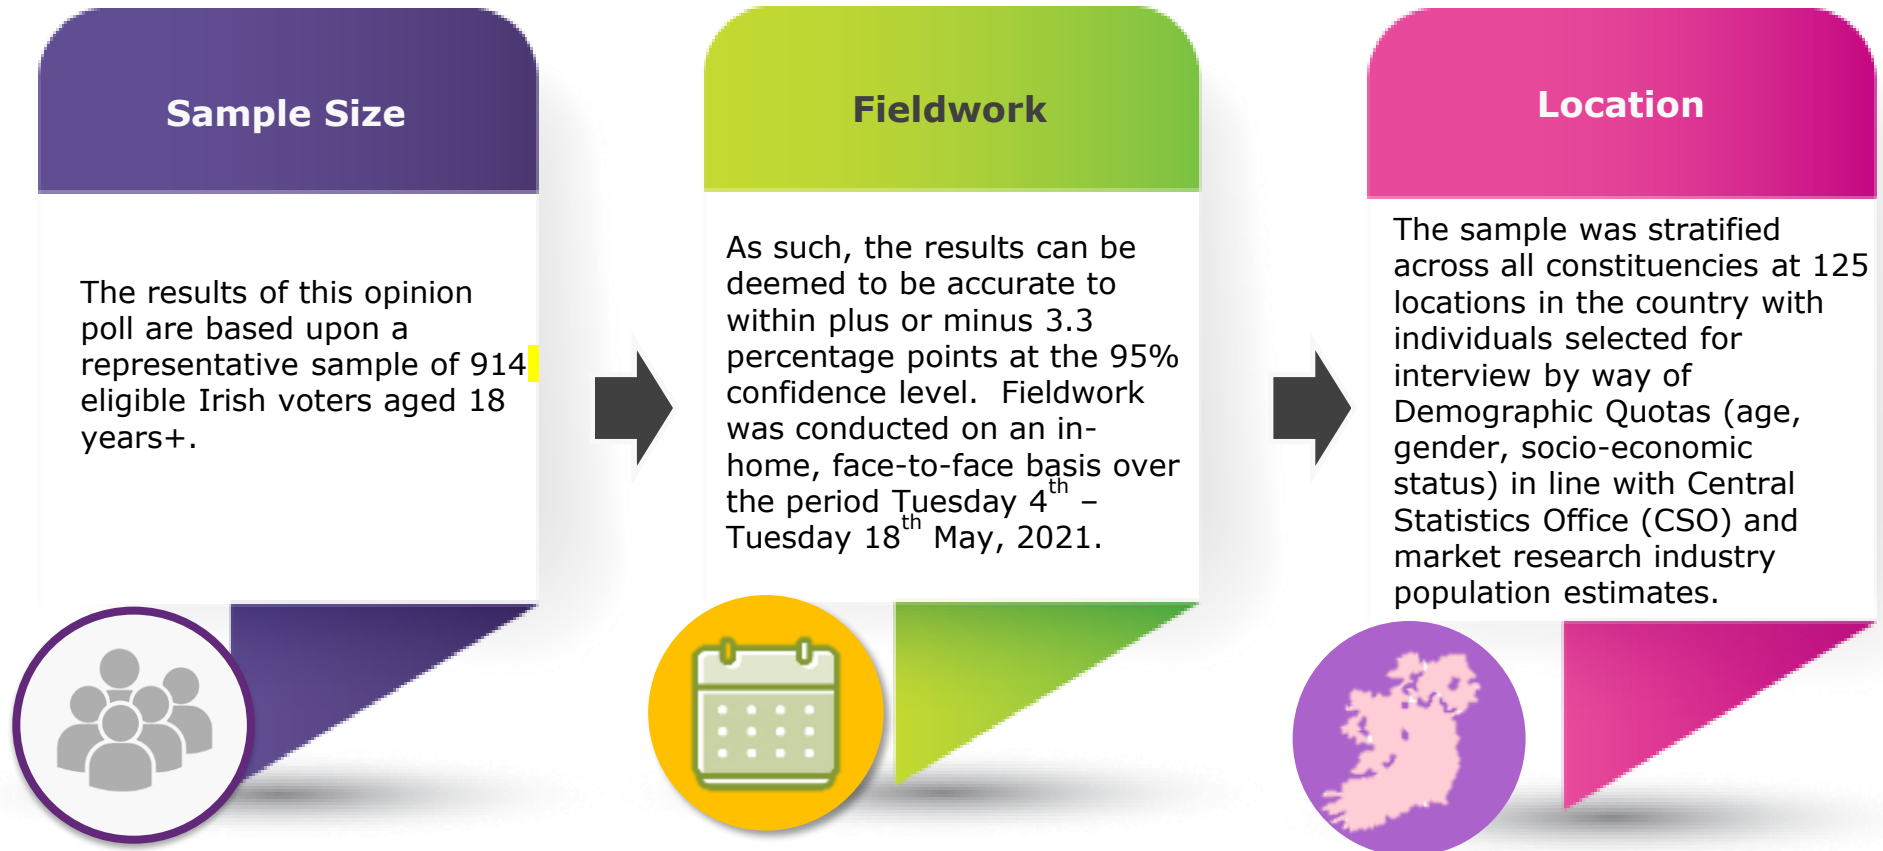 Sample Size
The results of this opinion
poll are based upon a
representative sample of 914
eligible Irish voters aged 18
years+.
Fieldwork
As such, the results can be
deemed to be accurate to
within plus or minus 3.3
percentage points at the 95%
confidence level.  Fieldwork
was conducted on an in-
home, face-to-face basis over
the period Tuesday 4th –
Tuesday 18th May, 2021.
Location
The sample was stratified
across all constituencies at 125
locations in the country with
individuals selected for
interview by way of
Demographic Quotas (age,
gender, socio-economic
status) in line with Central
Statistics Office (CSO) and
market research industry
population estimates.